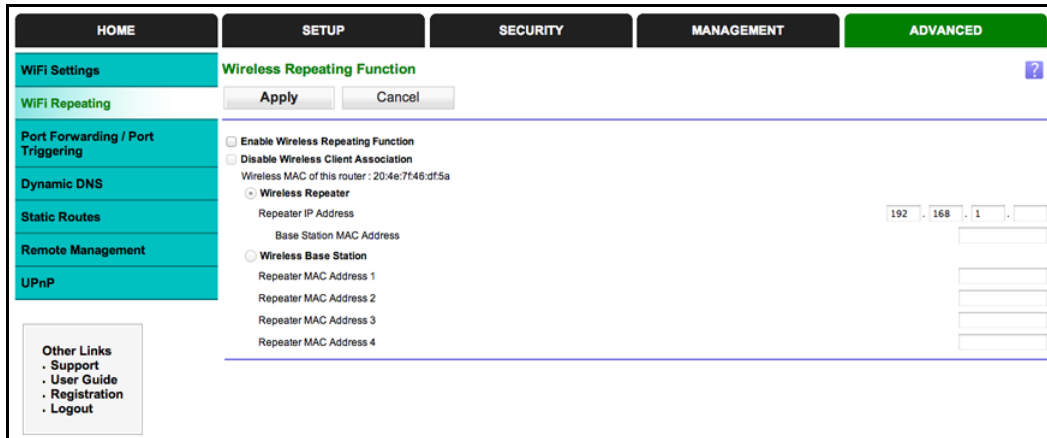 HOME
SETUP
SECURITY
MANAGEMENT
ADVANCED
WiFi Settings
WiFi Repeating
Port Forwarding / Port
Triggering
Dynamic DNS
Static Routes
Remote Management
UPnP
Other Links
• Support
• User Guide
• Registration
• Logout
Wireless Repeating Function
?
Apply
Cancel
Enable Wireless Repeating Function
Disable Wireless Client Association
Wireless MAC of this router : 20:4e:7f:46:df:5a
Wireless Repeater
Repeater IP Address 192 . 168 . 1 .
Base Station MAC Address
Wireless Base Station
Repeater MAC Address 1
Repeater MAC Address 2
Repeater MAC Address 3
Repeater MAC Address 4